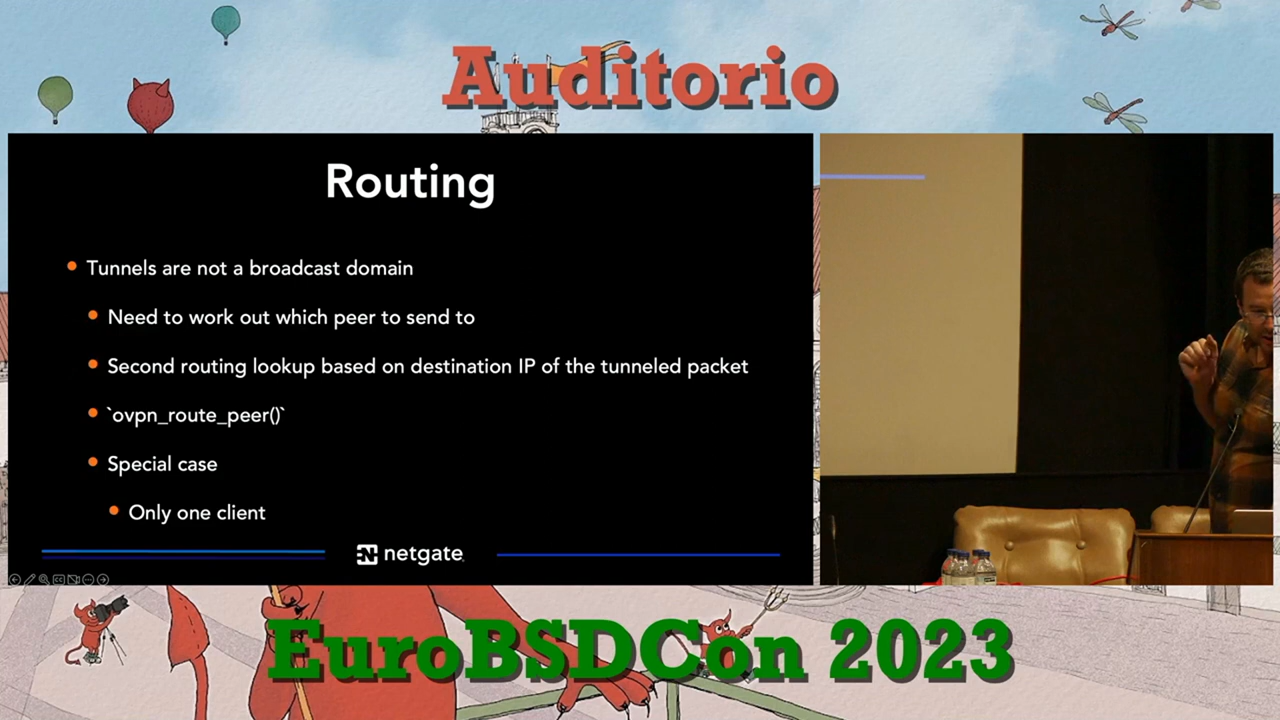 Auditorio
Routing
Tunnels are not a broadcast domain
Need to work out which peer to send to
Second routing lookup based on destination IP of the tunneled packet
`ovpn_route_peer()`
Special case
Only one client
netgate
EuroBSDCon 2023